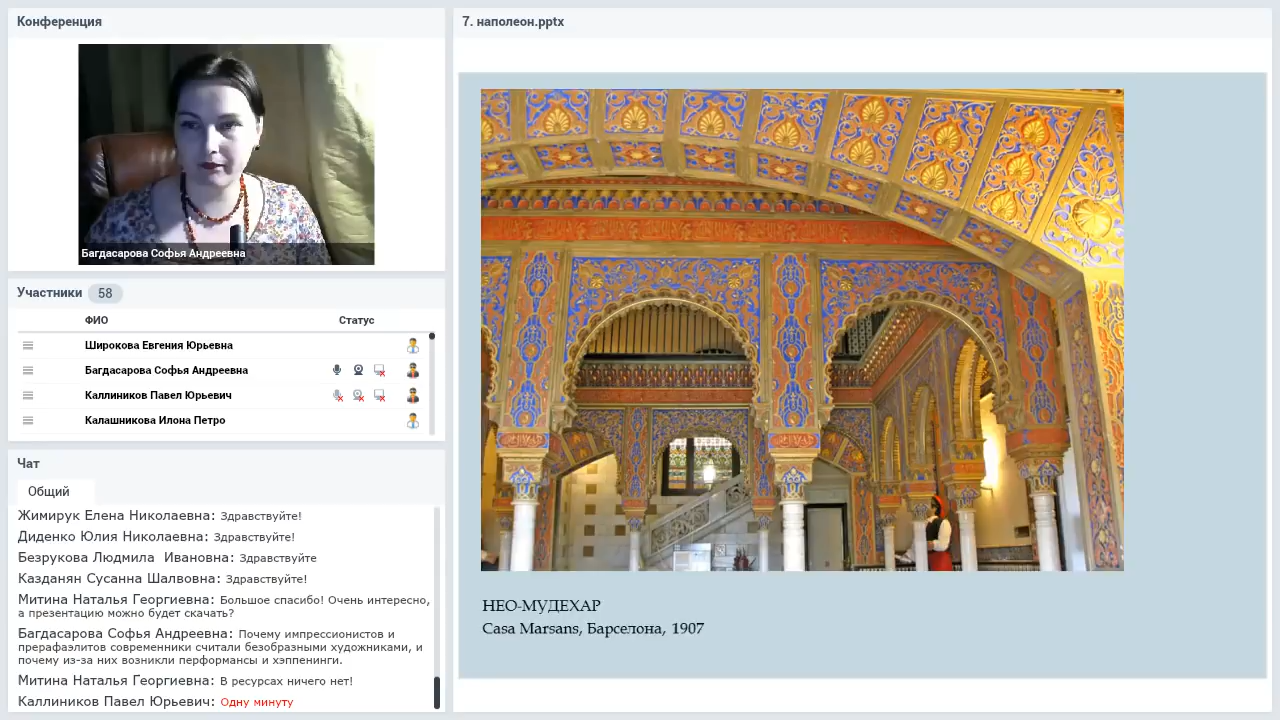 Конференция
Багдасарова Софья Андреевна
Участники 58
ФИО Статус
Широкова Евгения Юрьевна
Багдасарова Софья Андреевна
Каллиников Павел Юрьевич
Калашникова Илона Петро
Чат
Общий
Жимирук Елена Николаевна: Здравствуйте!
Диденко Юлия Николаевна: Здравствуйте!
Безрукова Людмила Ивановна: Здравствуйте
Казданян Сусанна Шалвовна: Здравствуйте!
Митина Наталья Георгиевна: Большое спасибо! Очень интересно,
а презентацию можно будет скачать?
Багдасарова Софья Андреевна: Почему импрессионистов и
прерафаэлитов современники считали безобразными художниками, и
почему из-за них возникли перформансы и хэппенинги.
Митина Наталья Георгиевна: В ресурсах ничего нет!
Каллиников Павел Юрьевич: Одну минуту
7. наполеон.pptx
НЕО-МУДЕХАР
Casa Marsans, Барселона, 1907